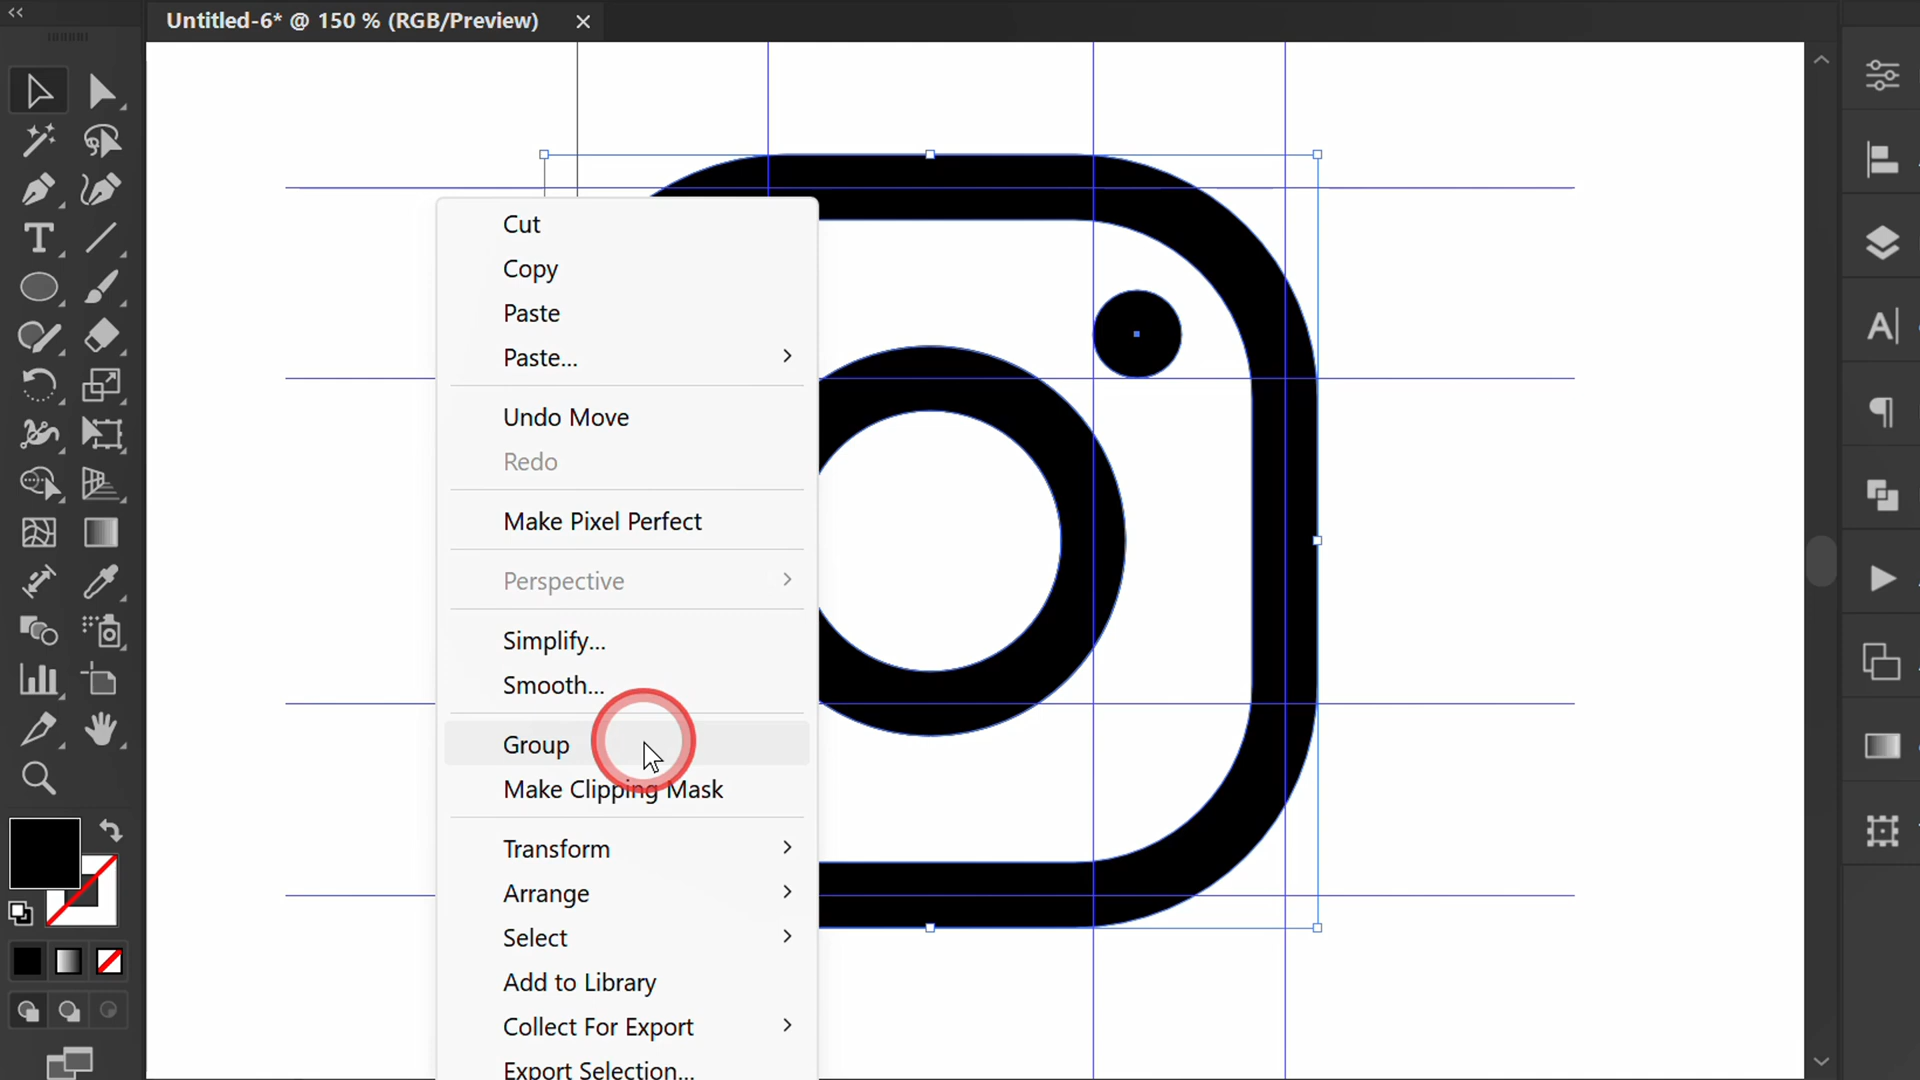 Untitled-6* @ 150 % (RGB/Preview)
Cut
Copy
Paste
Paste...
Undo Move
Redo
Make Pixel Perfect
Perspective
Simplify...
Smooth...
Group
Make Clipping Mask
Transform
Arrange
Select
Add to Library
Collect For Export
Export Selection...